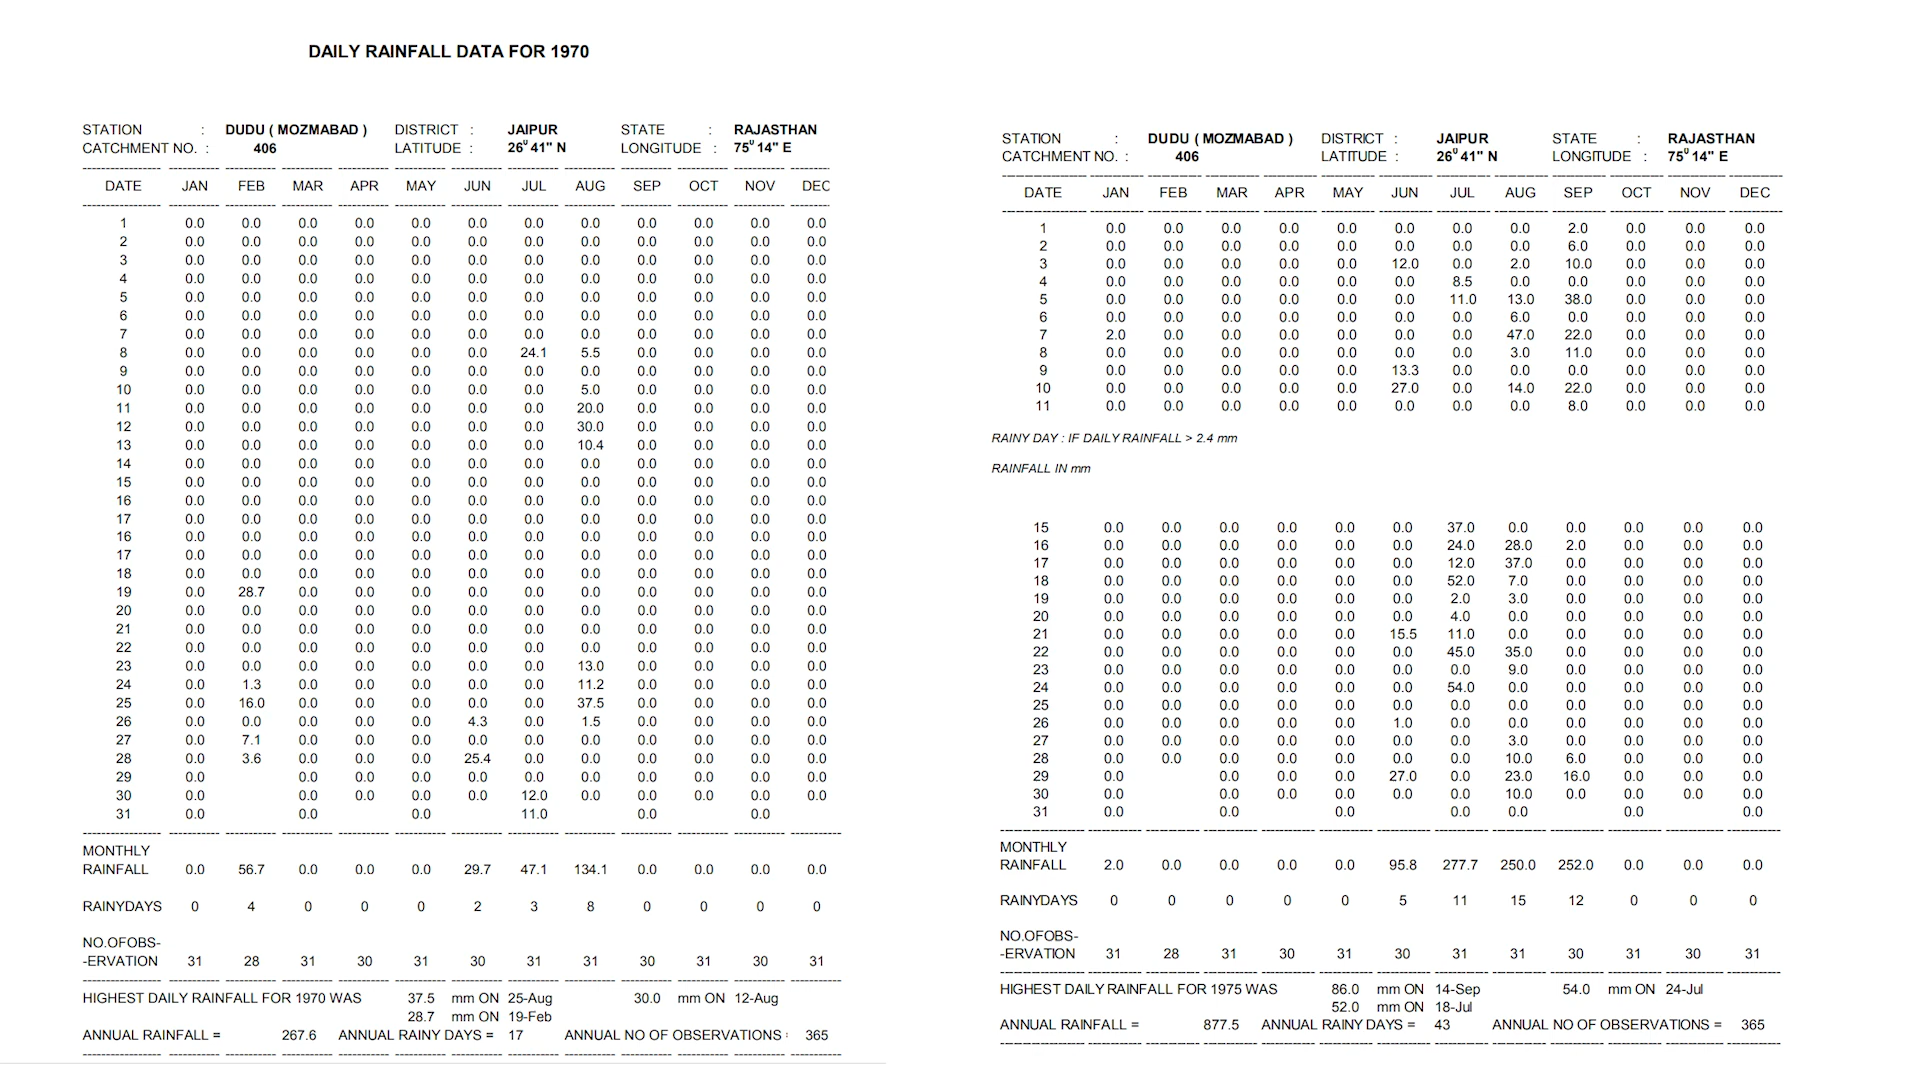 DAILY RAINFALL DATA FOR 1970
STATION : DUDU ( MOZMABAD ) DISTRICT : JAIPUR STATE : RAJASTHAN
CATCHMENT NO. : 406 LATITUDE : 26⁰ 41" N LONGITUDE : 75⁰ 14" E
DATE JAN FEB MAR APR MAY JUN JUL AUG SEP OCT NOV DEC
1 0.0 0.0 0.0 0.0 0.0 0.0 0.0 0.0 0.0 0.0 0.0 0.0
2 0.0 0.0 0.0 0.0 0.0 0.0 0.0 0.0 0.0 0.0 0.0 0.0
3 0.0 0.0 0.0 0.0 0.0 0.0 0.0 0.0 0.0 0.0 0.0 0.0
4 0.0 0.0 0.0 0.0 0.0 0.0 0.0 0.0 0.0 0.0 0.0 0.0
5 0.0 0.0 0.0 0.0 0.0 0.0 0.0 0.0 0.0 0.0 0.0 0.0
6 0.0 0.0 0.0 0.0 0.0 0.0 0.0 0.0 0.0 0.0 0.0 0.0
7 0.0 0.0 0.0 0.0 0.0 0.0 0.0 0.0 0.0 0.0 0.0 0.0
8 0.0 0.0 0.0 0.0 0.0 0.0 24.1 5.5 0.0 0.0 0.0 0.0
9 0.0 0.0 0.0 0.0 0.0 0.0 0.0 0.0 0.0 0.0 0.0 0.0
10 0.0 0.0 0.0 0.0 0.0 0.0 0.0 5.0 0.0 0.0 0.0 0.0
11 0.0 0.0 0.0 0.0 0.0 0.0 0.0 20.0 0.0 0.0 0.0 0.0
12 0.0 0.0 0.0 0.0 0.0 0.0 0.0 30.0 0.0 0.0 0.0 0.0
13 0.0 0.0 0.0 0.0 0.0 0.0 0.0 10.4 0.0 0.0 0.0 0.0
14 0.0 0.0 0.0 0.0 0.0 0.0 0.0 0.0 0.0 0.0 0.0 0.0
15 0.0 0.0 0.0 0.0 0.0 0.0 0.0 0.0 0.0 0.0 0.0 0.0
16 0.0 0.0 0.0 0.0 0.0 0.0 0.0 0.0 0.0 0.0 0.0 0.0
17 0.0 0.0 0.0 0.0 0.0 0.0 0.0 0.0 0.0 0.0 0.0 0.0
16 0.0 0.0 0.0 0.0 0.0 0.0 0.0 0.0 0.0 0.0 0.0 0.0
17 0.0 0.0 0.0 0.0 0.0 0.0 0.0 0.0 0.0 0.0 0.0 0.0
18 0.0 0.0 0.0 0.0 0.0 0.0 0.0 0.0 0.0 0.0 0.0 0.0
19 0.0 28.7 0.0 0.0 0.0 0.0 0.0 0.0 0.0 0.0 0.0 0.0
20 0.0 0.0 0.0 0.0 0.0 0.0 0.0 0.0 0.0 0.0 0.0 0.0
21 0.0 0.0 0.0 0.0 0.0 0.0 0.0 0.0 0.0 0.0 0.0 0.0
22 0.0 0.0 0.0 0.0 0.0 0.0 0.0 0.0 0.0 0.0 0.0 0.0
23 0.0 0.0 0.0 0.0 0.0 0.0 0.0 13.0 0.0 0.0 0.0 0.0
24 0.0 1.3 0.0 0.0 0.0 0.0 0.0 11.2 0.0 0.0 0.0 0.0
25 0.0 16.0 0.0 0.0 0.0 0.0 0.0 37.5 0.0 0.0 0.0 0.0
26 0.0 0.0 0.0 0.0 0.0 4.3 0.0 1.5 0.0 0.0 0.0 0.0
27 0.0 7.1 0.0 0.0 0.0 0.0 0.0 0.0 0.0 0.0 0.0 0.0
28 0.0 3.6 0.0 0.0 0.0 25.4 0.0 0.0 0.0 0.0 0.0 0.0
29 0.0 0.0 0.0 0.0 0.0 0.0 0.0 0.0 0.0 0.0 0.0
30 0.0 0.0 0.0 0.0 0.0 12.0 0.0 0.0 0.0 0.0 0.0
31 0.0 0.0 0.0 11.0 0.0 0.0
MONTHLY
RAINFALL 0.0 56.7 0.0 0.0 0.0 29.7 47.1 134.1 0.0 0.0 0.0 0.0
RAINYDAYS 0 4 0 0 0 2 3 8 0 0 0 0
NO.OFOBS-
-ERVATION 31 28 31 30 31 30 31 31 30 31 30 31
HIGHEST DAILY RAINFALL FOR 1970 WAS 37.5 mm ON 25-Aug 30.0 mm ON 12-Aug
28.7 mm ON 19-Feb
ANNUAL RAINFALL = 267.6 ANNUAL RAINY DAYS = 17 ANNUAL NO OF OBSERVATIONS : 365
STATION : DUDU ( MOZMABAD ) DISTRICT : JAIPUR STATE : RAJASTHAN
CATCHMENT NO. : 406 LATITUDE : 26⁰ 41" N LONGITUDE : 75⁰ 14" E
DATE JAN FEB MAR APR MAY JUN JUL AUG SEP OCT NOV DEC
1 0.0 0.0 0.0 0.0 0.0 0.0 0.0 0.0 2.0 0.0 0.0 0.0
2 0.0 0.0 0.0 0.0 0.0 0.0 0.0 0.0 6.0 0.0 0.0 0.0
3 0.0 0.0 0.0 0.0 0.0 12.0 0.0 2.0 10.0 0.0 0.0 0.0
4 0.0 0.0 0.0 0.0 0.0 0.0 8.5 0.0 0.0 0.0 0.0 0.0
5 0.0 0.0 0.0 0.0 0.0 0.0 11.0 13.0 38.0 0.0 0.0 0.0
6 0.0 0.0 0.0 0.0 0.0 0.0 0.0 6.0 0.0 0.0 0.0 0.0
7 2.0 0.0 0.0 0.0 0.0 0.0 0.0 47.0 22.0 0.0 0.0 0.0
8 0.0 0.0 0.0 0.0 0.0 0.0 0.0 3.0 11.0 0.0 0.0 0.0
9 0.0 0.0 0.0 0.0 0.0 13.3 0.0 0.0 0.0 0.0 0.0 0.0
10 0.0 0.0 0.0 0.0 0.0 27.0 0.0 14.0 22.0 0.0 0.0 0.0
11 0.0 0.0 0.0 0.0 0.0 0.0 0.0 0.0 8.0 0.0 0.0 0.0
RAINY DAY : IF DAILY RAINFALL > 2.4 mm
RAINFALL IN mm
15 0.0 0.0 0.0 0.0 0.0 0.0 37.0 0.0 0.0 0.0 0.0 0.0
16 0.0 0.0 0.0 0.0 0.0 0.0 24.0 28.0 2.0 0.0 0.0 0.0
17 0.0 0.0 0.0 0.0 0.0 0.0 12.0 37.0 0.0 0.0 0.0 0.0
18 0.0 0.0 0.0 0.0 0.0 0.0 52.0 7.0 0.0 0.0 0.0 0.0
19 0.0 0.0 0.0 0.0 0.0 0.0 2.0 3.0 0.0 0.0 0.0 0.0
20 0.0 0.0 0.0 0.0 0.0 0.0 4.0 0.0 0.0 0.0 0.0 0.0
21 0.0 0.0 0.0 0.0 0.0 15.5 11.0 0.0 0.0 0.0 0.0 0.0
22 0.0 0.0 0.0 0.0 0.0 0.0 45.0 35.0 0.0 0.0 0.0 0.0
23 0.0 0.0 0.0 0.0 0.0 0.0 0.0 9.0 0.0 0.0 0.0 0.0
24 0.0 0.0 0.0 0.0 0.0 0.0 54.0 0.0 0.0 0.0 0.0 0.0
25 0.0 0.0 0.0 0.0 0.0 0.0 0.0 0.0 0.0 0.0 0.0 0.0
26 0.0 0.0 0.0 0.0 0.0 1.0 0.0 0.0 0.0 0.0 0.0 0.0
27 0.0 0.0 0.0 0.0 0.0 0.0 0.0 3.0 0.0 0.0 0.0 0.0
28 0.0 0.0 0.0 0.0 0.0 0.0 0.0 10.0 6.0 0.0 0.0 0.0
29 0.0 0.0 0.0 0.0 27.0 0.0 23.0 16.0 0.0 0.0 0.0
30 0.0 0.0 0.0 0.0 0.0 0.0 10.0 0.0 0.0 0.0 0.0
31 0.0 0.0 0.0 0.0 0.0 0.0 0.0
MONTHLY
RAINFALL 2.0 0.0 0.0 0.0 0.0 95.8 277.7 250.0 252.0 0.0 0.0 0.0
RAINYDAYS 0 0 0 0 0 5 11 15 12 0 0 0
NO.OFOBS-
-ERVATION 31 28 31 30 31 30 31 31 30 31 30 31
HIGHEST DAILY RAINFALL FOR 1975 WAS 86.0 mm ON 14-Sep 54.0 mm ON 24-Jul
52.0 mm ON 18-Jul
ANNUAL RAINFALL = 877.5 ANNUAL RAINY DAYS = 43 ANNUAL NO OF OBSERVATIONS = 365